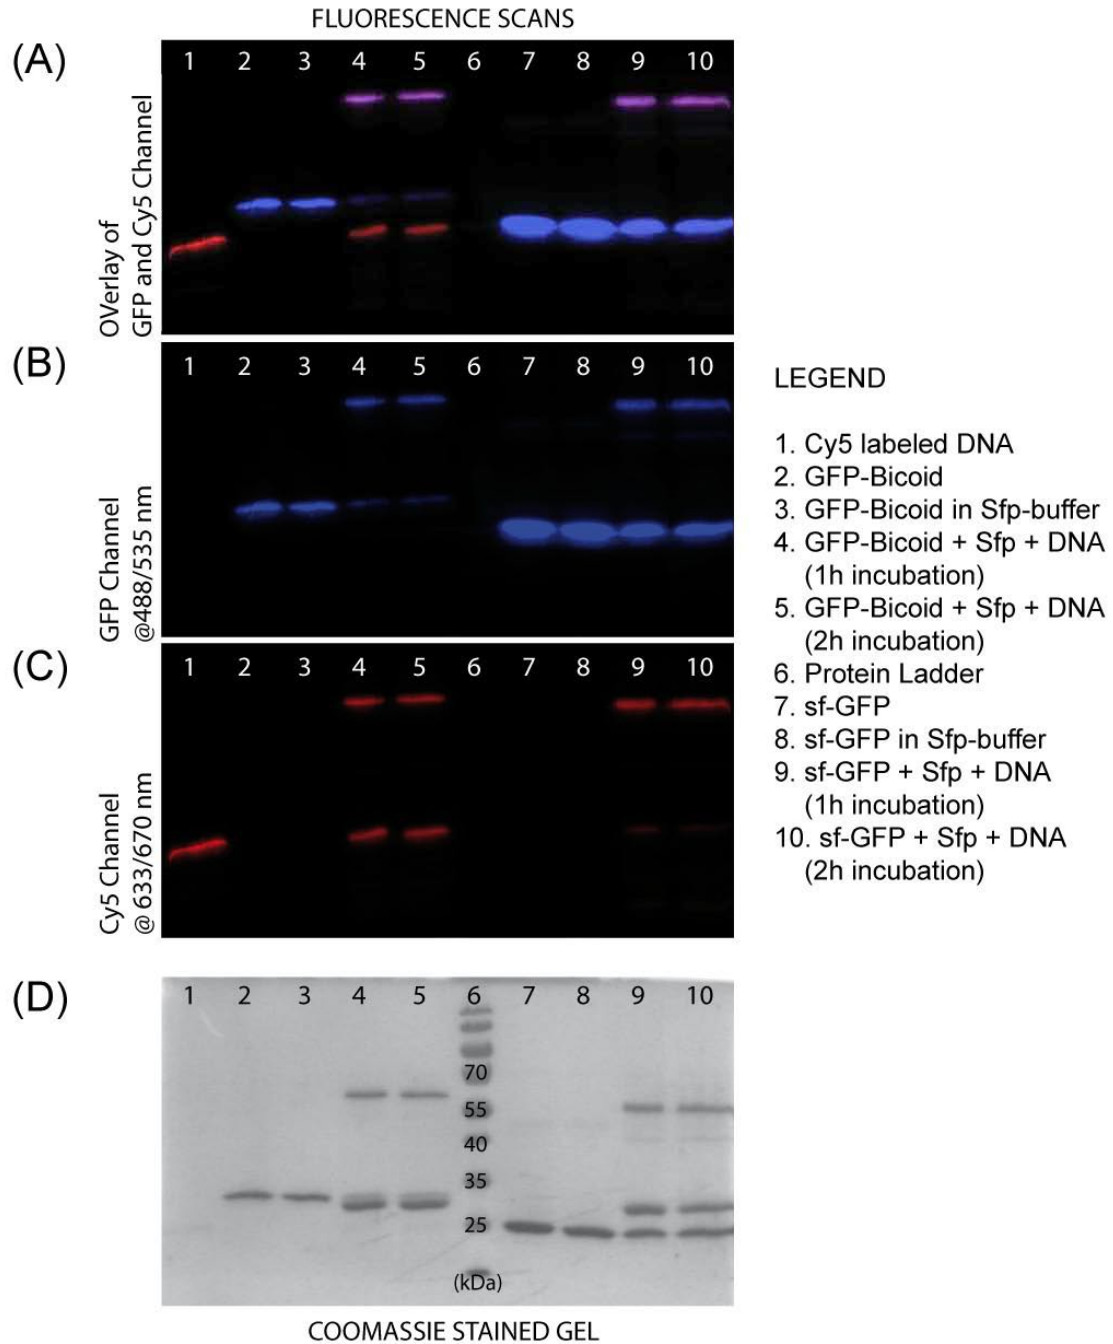 FLUORESCENCE SCANS
(A)
1 2 3 4 5 6 7 8 9 10
OVerlay of
GFP and Cy5 Channel
(B)
1 2 3 4 5 6 7 8 9 10
GFP Channel
@488/535 nm
(C)
1 2 3 4 5 6 7 8 9 10
Cy5 Channel
@ 633/670 nm
LEGEND
1. Cy5 labeled DNA
2. GFP-Bicoid
3. GFP-Bicoid in Sfp-buffer
4. GFP-Bicoid + Sfp + DNA
(1h incubation)
5. GFP-Bicoid + Sfp + DNA
(2h incubation)
6. Protein Ladder
7. sf-GFP
8. sf-GFP in Sfp-buffer
9. sf-GFP + Sfp + DNA
(1h incubation)
10. sf-GFP + Sfp + DNA
(2h incubation)
(D)
1 2 3 4 5 6 7 8 9 10
70
55
40
35
25
(kDa)
COOMASSIE STAINED GEL